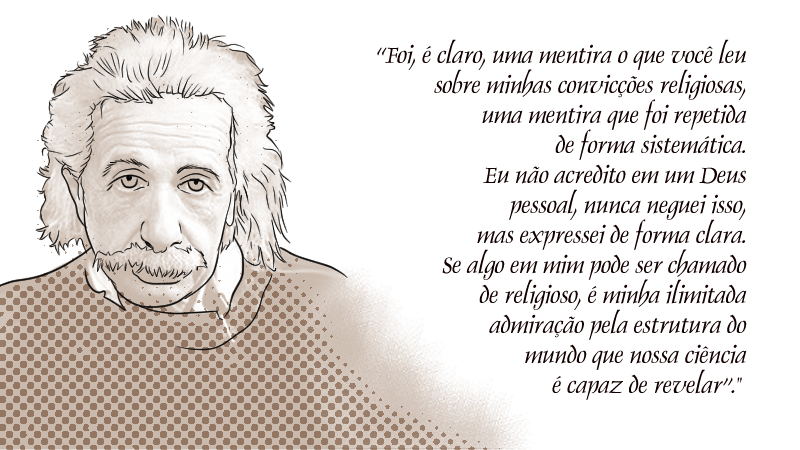 “Foi, é claro, uma mentira o que você leu
sobre minhas convicções religiosas,
uma mentira que foi repetida
de forma sistemática.
Eu não acredito em um Deus
pessoal, nunca neguei isso,
mas expressei de forma clara.
Se algo em mim pode ser chamado
de religioso, é minha ilimitada
admiração pela estrutura do
mundo que nossa ciência
é capaz de revelar”."